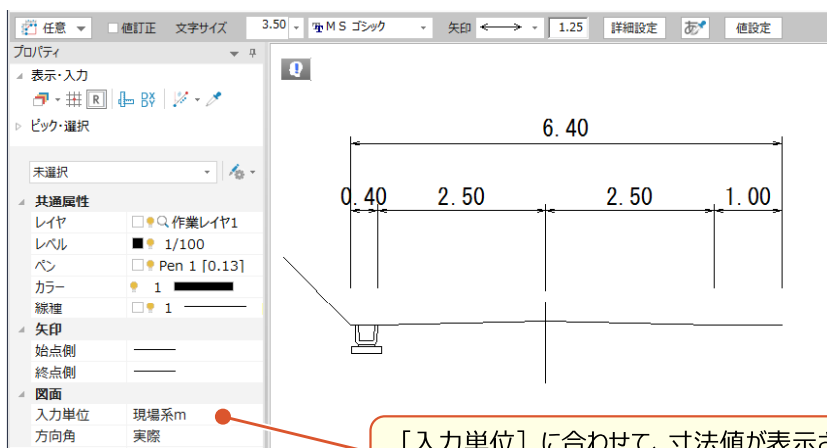 任意 値訂正 文字サイズ 3.50 MS ゴシック 矢印 1.25 詳細設定 あ 値設定
プロパティ
表示・入力
R DX DY
ピック・選択
未選択
共通属性
レイヤ 作業レイヤ1
レベル 1/100
ペン Pen 1 [0.13]
カラー 1
線種 1
矢印
始点側
終点側
図面
入力単位 現場系m
方向角 実際
6.40
0.40 2.50 2.50 1.00
［入力単位］に合わせて、寸法値が表示さ